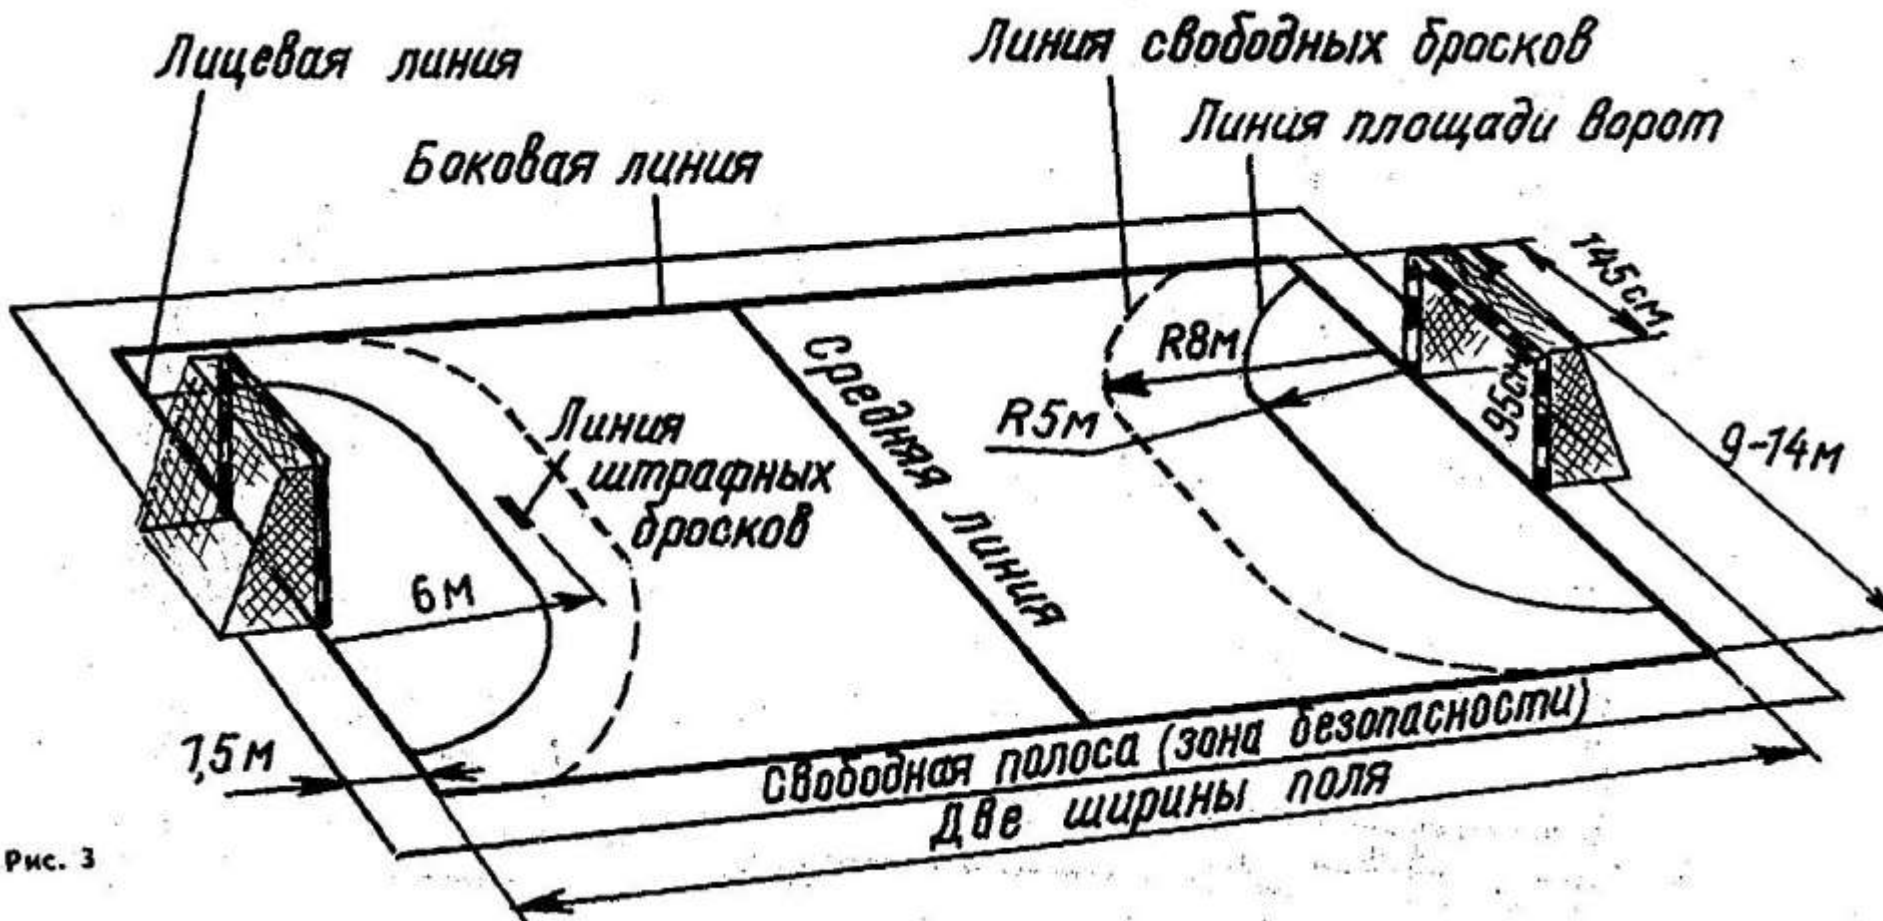 Лицевая линия
Линия свободных бросков
Линия площади ворот
Боковая линия
145см.
R8м
R5м
95см
9-14м
Средняя линия
Линия
штрафных
бросков
6м
1,5м
Свободная полоса (зона безопасности)
Две ширины поля
Рис. 3